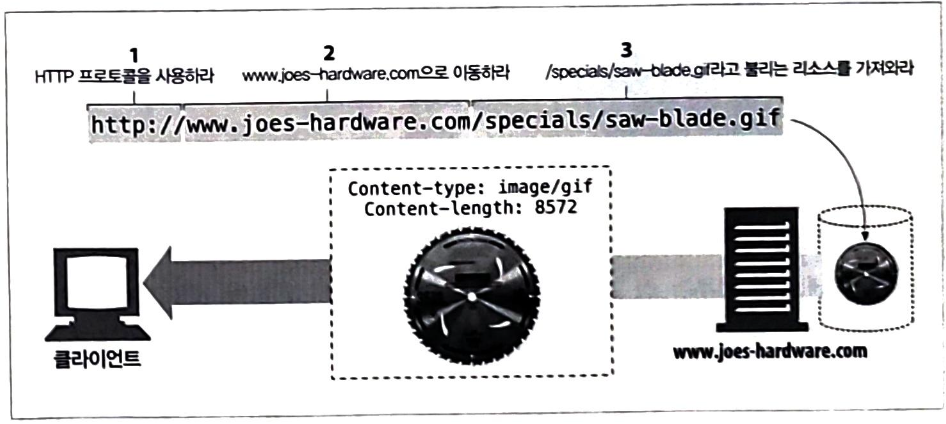 1
HTTP 프로토콜을 사용하라
2
www.joes-hardware.com으로 이동하라
3
/specials/saw-blade.gif라고 불리는 리소스를 가져와라
http://www.joes-hardware.com/specials/saw-blade.gif
Content-type: image/gif
Content-length: 8572
클라이언트
www.joes-hardware.com